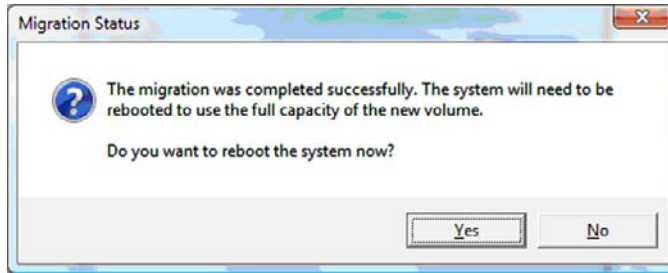 Migration Status
The migration was completed successfully. The system will need to be
rebooted to use the full capacity of the new volume.
Do you want to reboot the system now?
Yes No